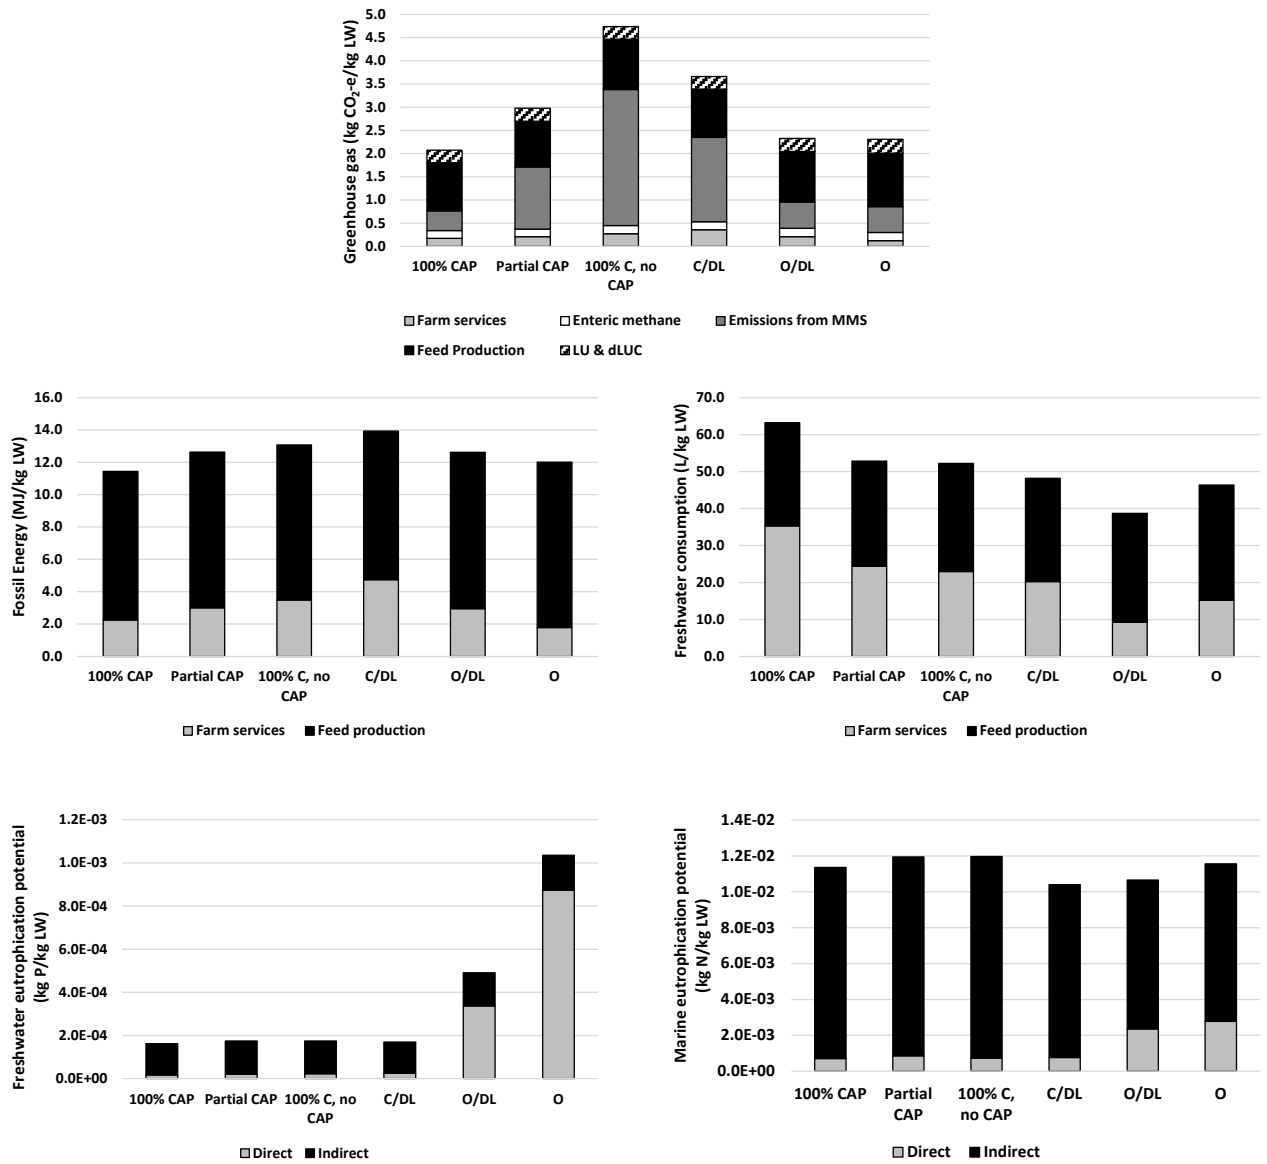 Greenhouse gas (kg CO₂-e/kg LW)
5.0
4.5
4.0
3.5
3.0
2.5
2.0
1.5
1.0
0.5
0.0
100% CAP Partial CAP 100% C, no CAP C/DL O/DL O
Farm services Enteric methane Emissions from MMS
Feed Production LU & dLUC
Fossil Energy (MJ/kg LW)
16.0
14.0
12.0
10.0
8.0
6.0
4.0
2.0
0.0
100% CAP Partial CAP 100% C, no CAP C/DL O/DL O
Farm services Feed production
Freshwater consumption (L/kg LW)
70.0
60.0
50.0
40.0
30.0
20.0
10.0
0.0
100% CAP Partial CAP 100% C, no CAP C/DL O/DL O
Farm services Feed production
Freshwater eutrophication potential
(kg P/kg LW)
1.2E-03
1.0E-03
8.0E-04
6.0E-04
4.0E-04
2.0E-04
0.0E+00
100% CAP Partial CAP 100% C, no CAP C/DL O/DL O
Direct Indirect
Marine eutrophication potential
(kg N/kg LW)
1.4E-02
1.2E-02
1.0E-02
8.0E-03
6.0E-03
4.0E-03
2.0E-03
0.0E+00
100% CAP Partial CAP 100% C, no CAP C/DL O/DL O
Direct Indirect